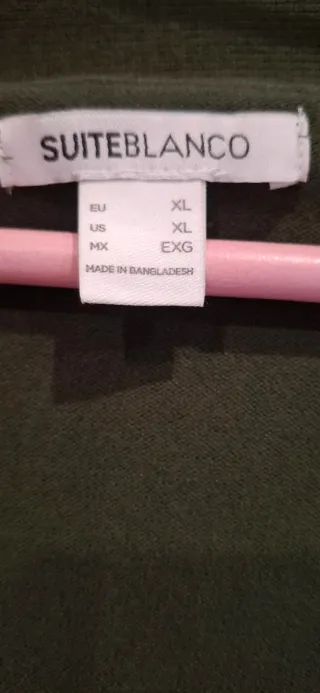 SUITEBLANCO
EU XL
US XL
MX EXG
MADE IN BANGLADESH